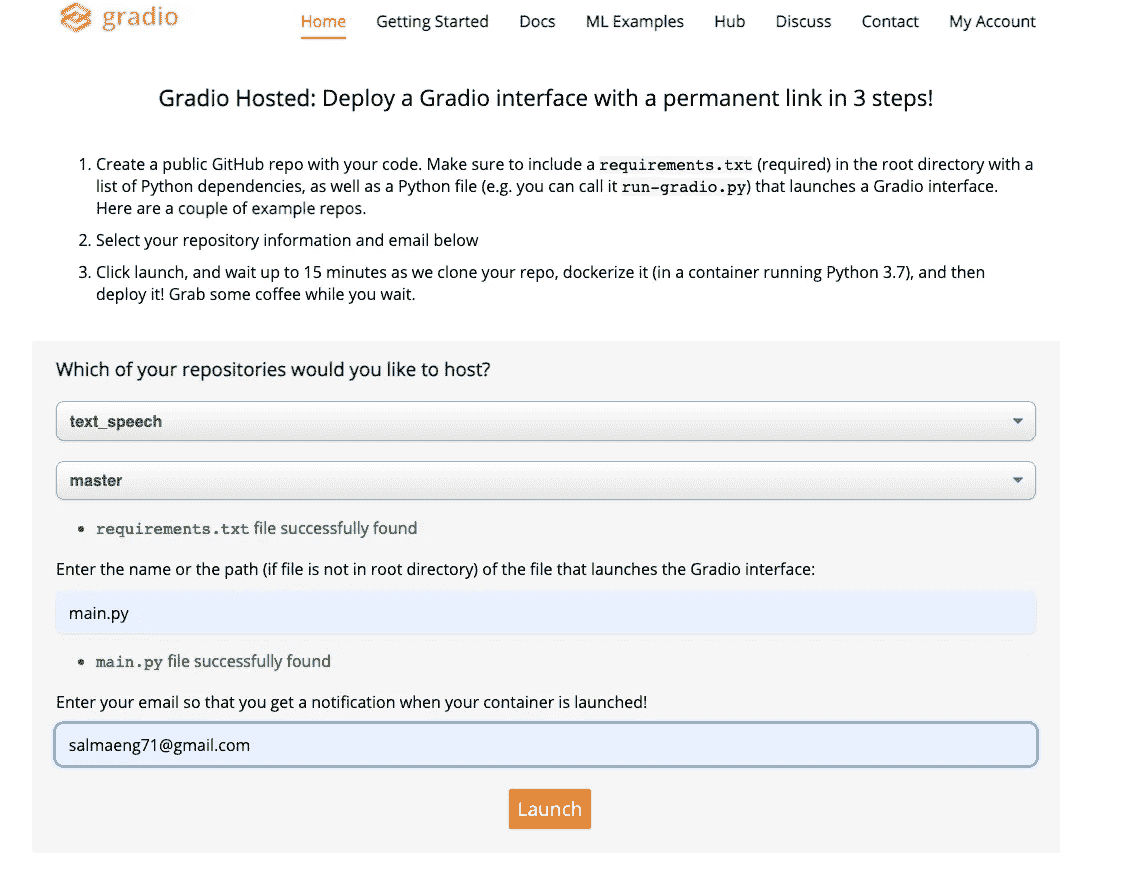 gradio
Home Getting Started Docs ML Examples Hub Discuss Contact My Account
Gradio Hosted: Deploy a Gradio interface with a permanent link in 3 steps!
1. Create a public GitHub repo with your code. Make sure to include a requirements.txt (required) in the root directory with a
list of Python dependencies, as well as a Python file (e.g. you can call it run-gradio.py) that launches a Gradio interface.
Here are a couple of example repos.
2. Select your repository information and email below
3. Click launch, and wait up to 15 minutes as we clone your repo, dockerize it (in a container running Python 3.7), and then
deploy it! Grab some coffee while you wait.
Which of your repositories would you like to host?
text_speech
master
• requirements.txt file successfully found
Enter the name or the path (if file is not in root directory) of the file that launches the Gradio interface:
main.py
• main.py file successfully found
Enter your email so that you get a notification when your container is launched!
salmaeng71@gmail.com
Launch